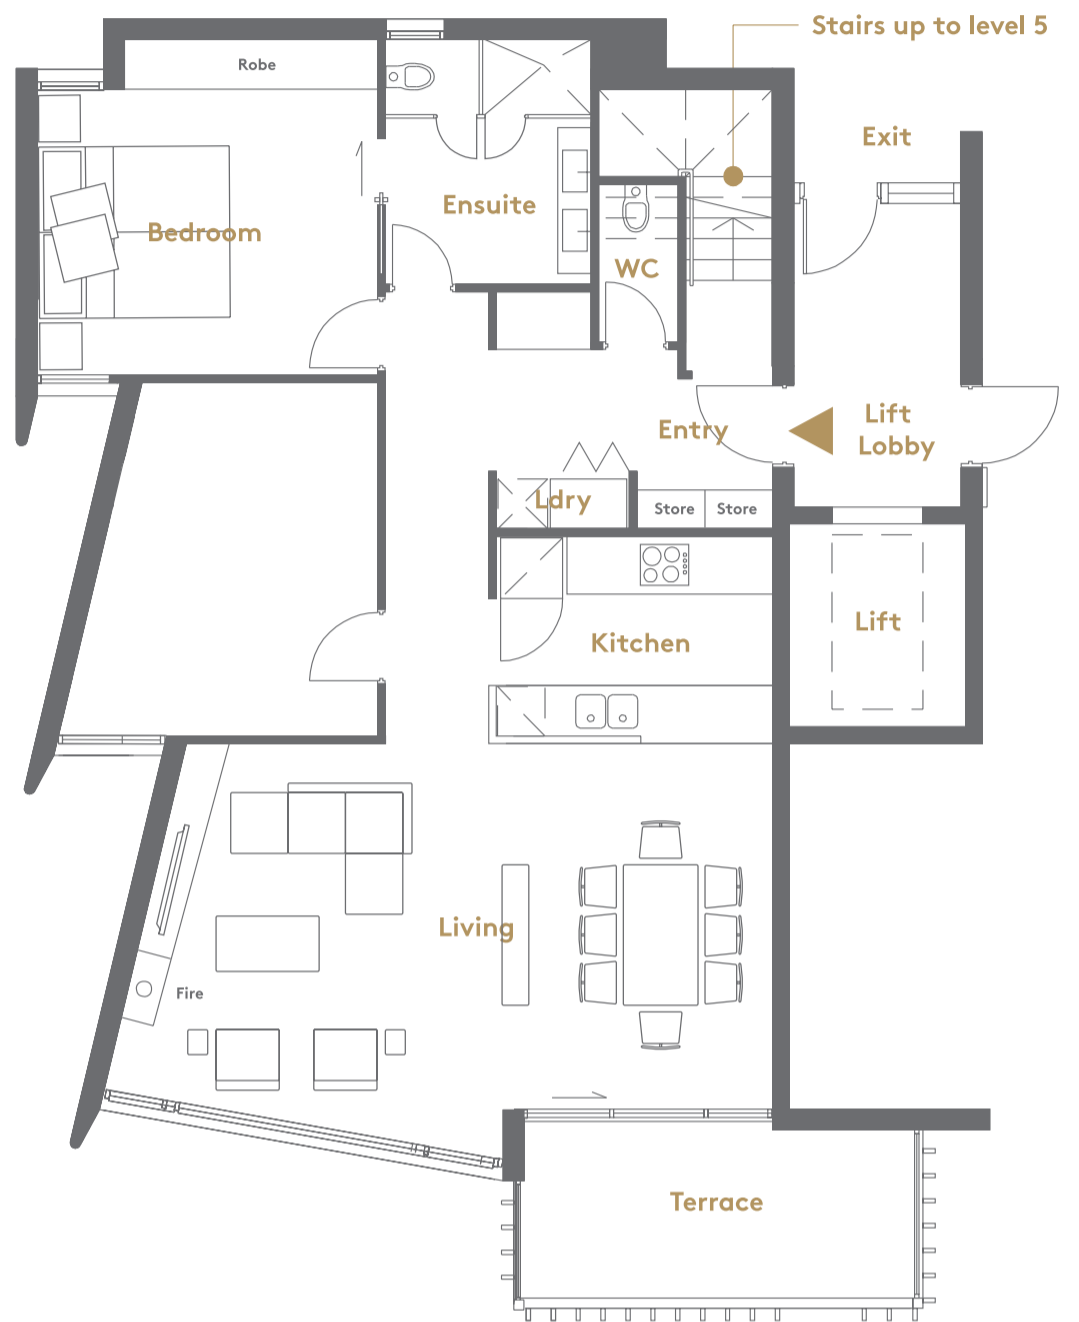 Stairs up to level 5
Robe
Exit
Ensuite
Bedroom
WC
Lift
Lobby
Entry
Ldry
Store
Store
Lift
Kitchen
Living
Fire
Terrace